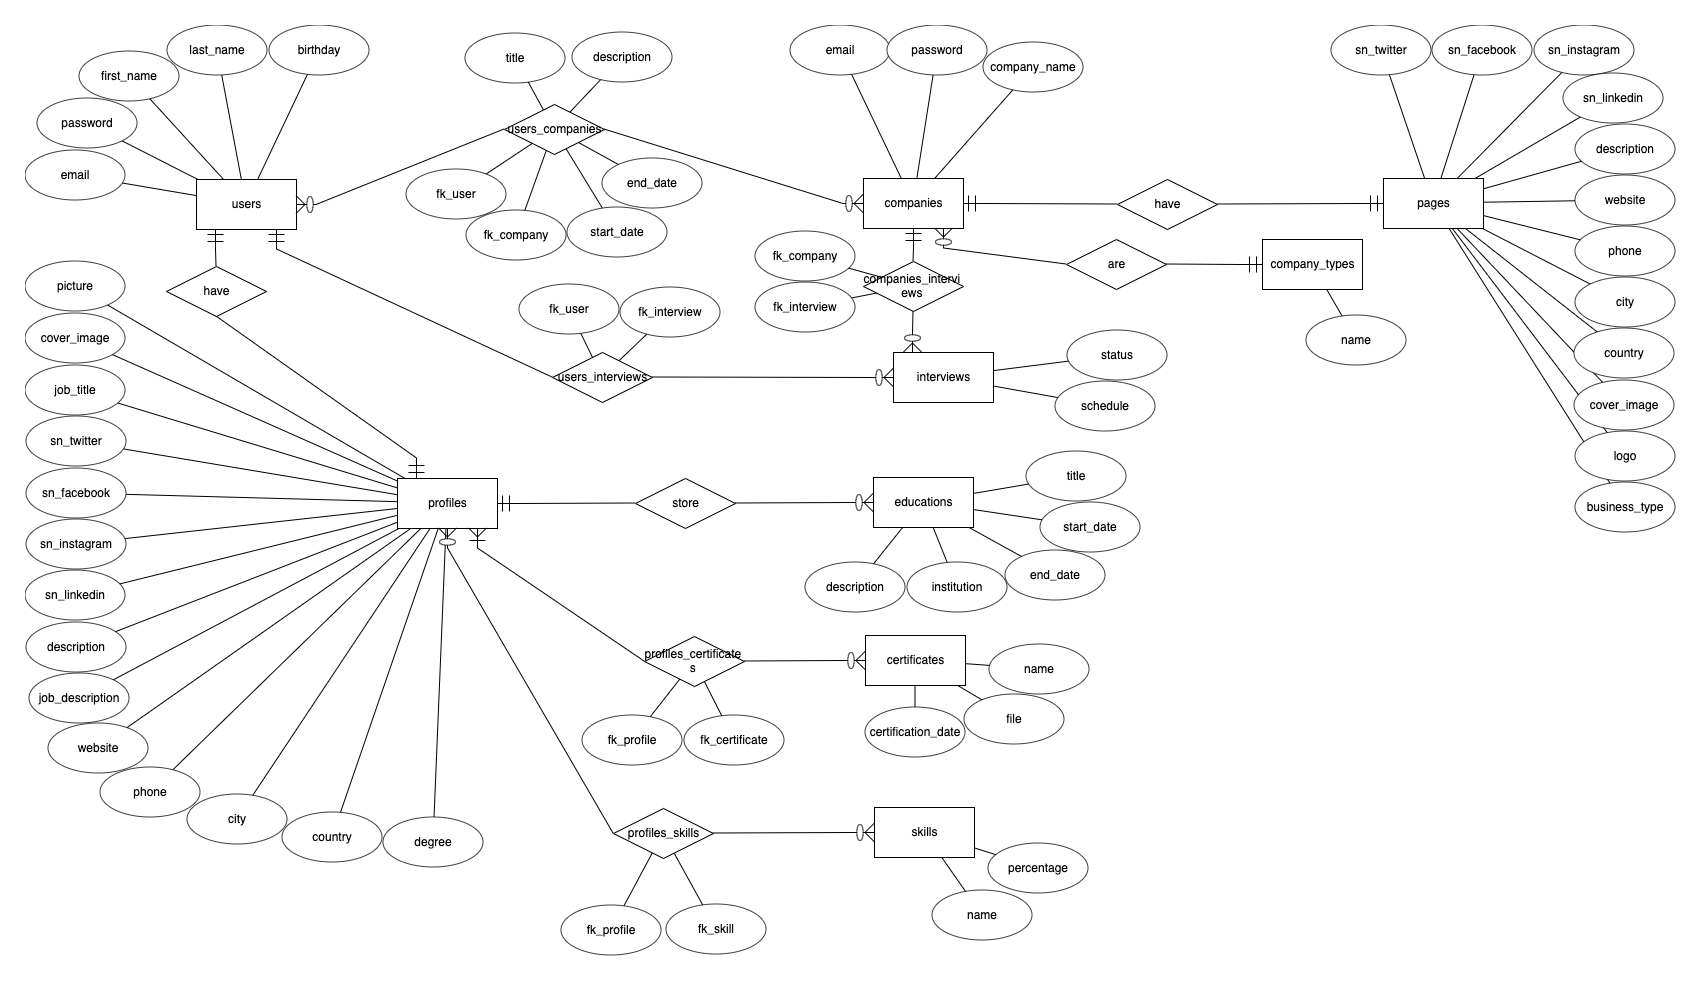 last_name
birthday
first_name
password
email
users
title
description
users_companies
fk_user
fk_company
start_date
end_date
email
password
company_name
companies
have
sn_twitter
sn_facebook
sn_instagram
sn_linkedin
description
website
phone
city
country
cover_image
logo
business_type
pages
are
company_types
name
fk_company
fk_interview
companies_intervi
ews
have
fk_user
fk_interview
users_interviews
interviews
status
schedule
picture
cover_image
job_title
sn_twitter
sn_facebook
sn_instagram
sn_linkedin
description
job_description
website
phone
city
country
degree
profiles
store
educations
title
start_date
end_date
institution
description
profiles_certificate
s
fk_profile
fk_certificate
certificates
name
file
certification_date
profiles_skills
fk_profile
fk_skill
skills
percentage
name